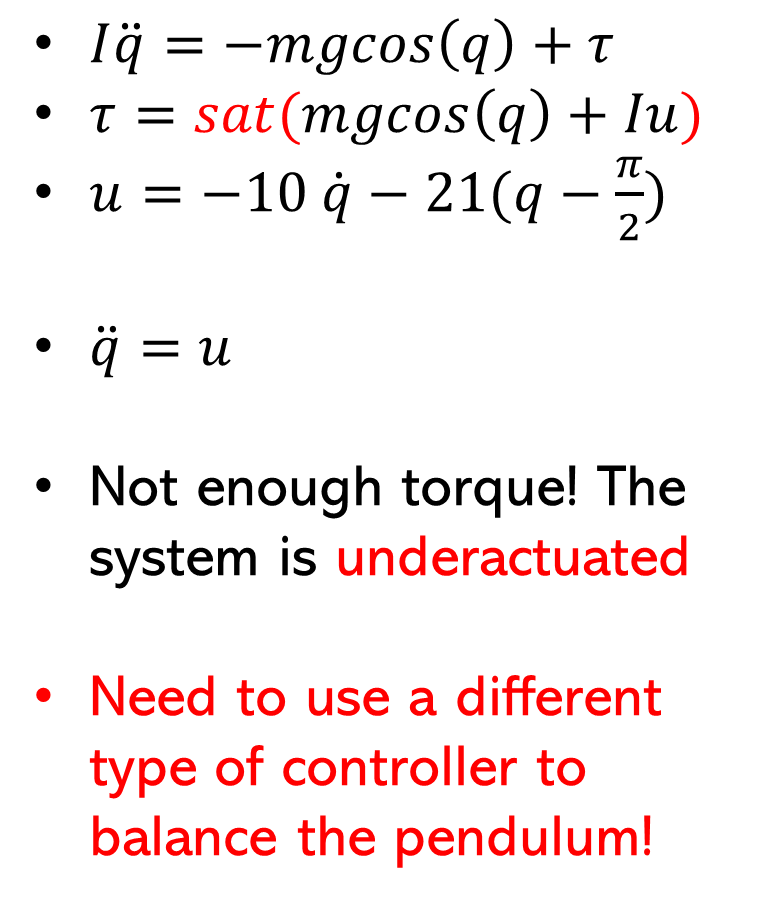 • Iq̈ = −mgcos(q) + τ
• τ = sat(mgcos(q) + Iu)
• u = −10 q̇ − 21(q − π/2)
• q̈ = u
• Not enough torque! The
system is underactuated
• Need to use a different
type of controller to
balance the pendulum!